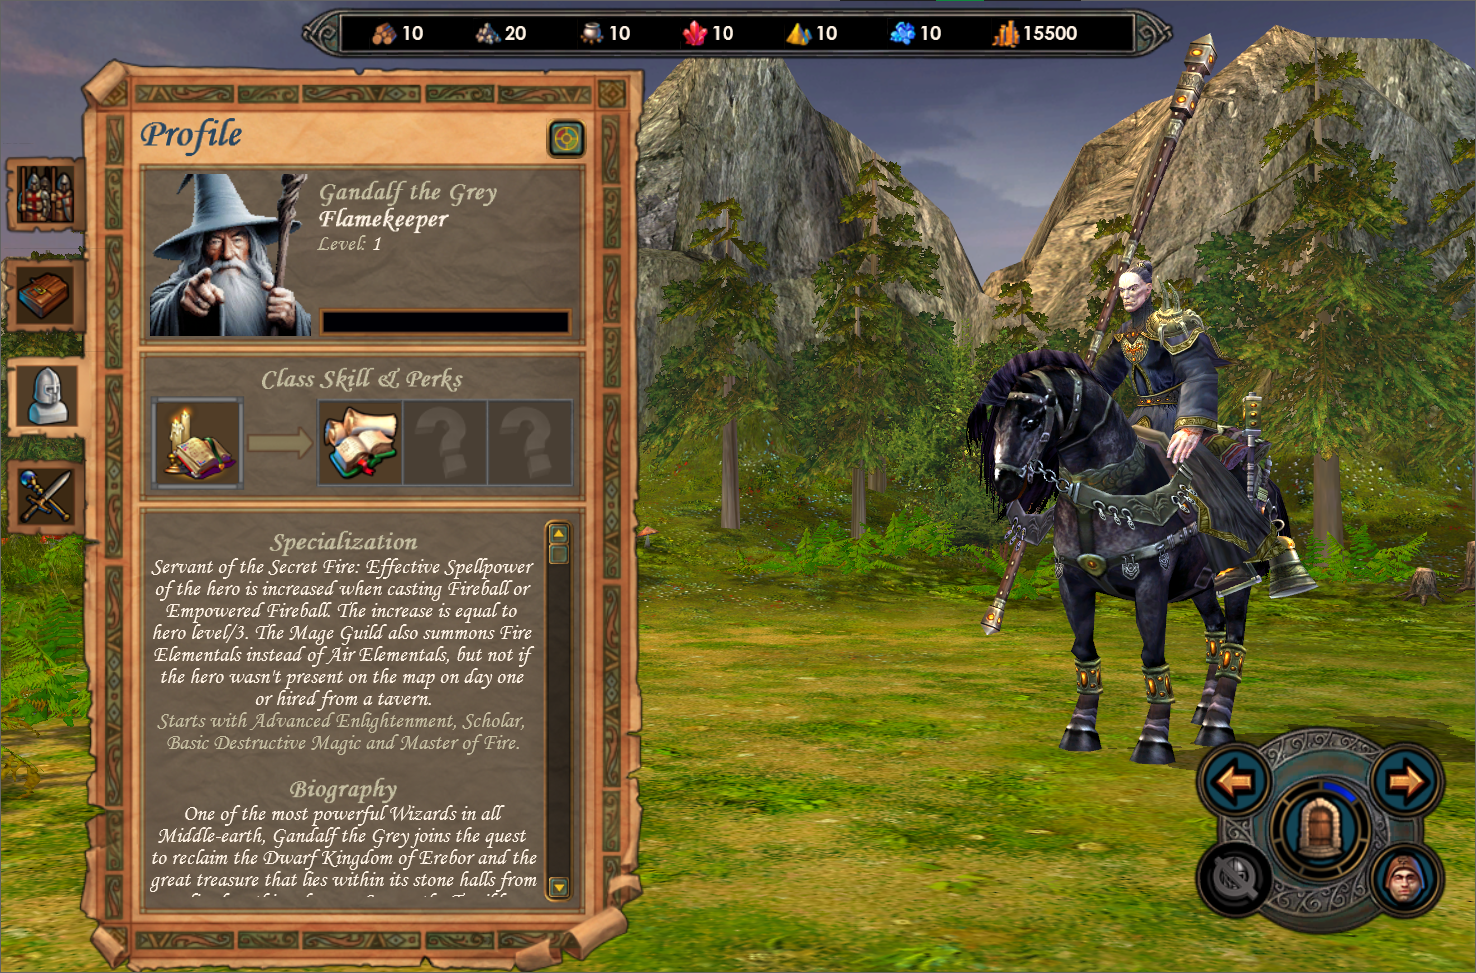 10 20 10 10 10 10 15500
Profile
Gandalf the Grey
Flamekeeper
Level: 1
Class Skill & Perks
? ?
Specialization
Servant of the Secret Fire: Effective Spellpower
of the hero is increased when casting Fireball or
Empowered Fireball. The increase is equal to
hero level/3. The Mage Guild also summons Fire
Elementals instead of Air Elementals, but not if
the hero wasn't present on the map on day one
or hired from a tavern.
Starts with Advanced Enlightenment, Scholar,
Basic Destructive Magic and Master of Fire.
Biography
One of the most powerful Wizards in all
Middle-earth, Gandalf the Grey joins the quest
to reclaim the Dwarf Kingdom of Erebor and the
great treasure that lies within its stone halls from